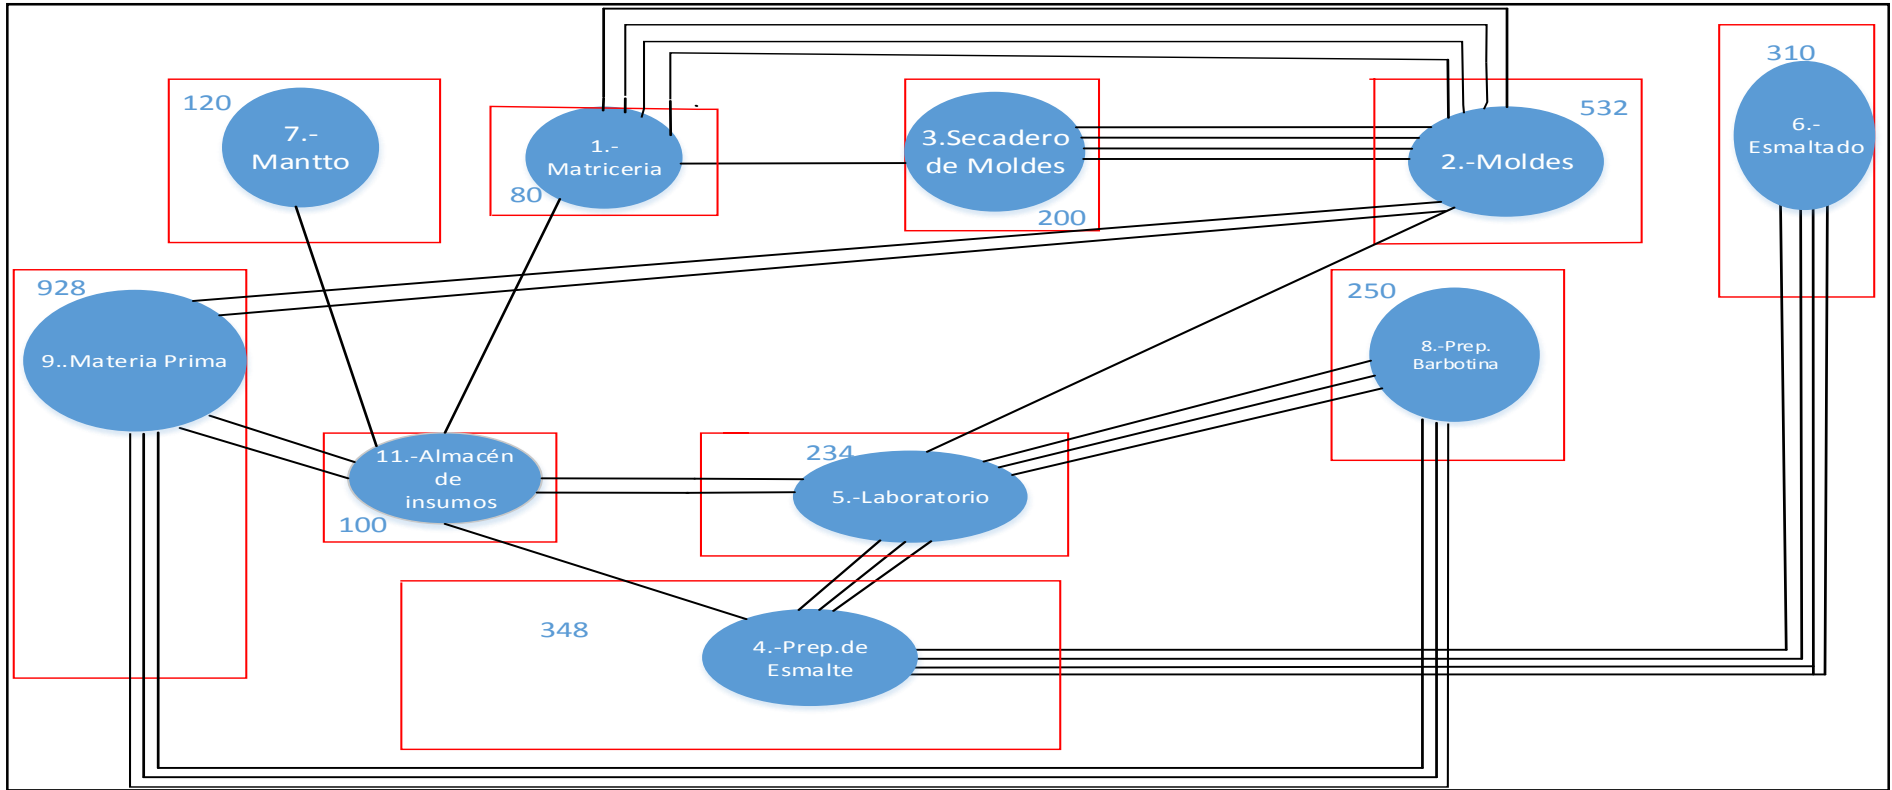 310
120
7.-
Mantto
1.-
Matriceria
80
3.Secadero
de Moldes
200
532
2.-Moldes
6.-
Esmaltado
928
9..Materia Prima
250
8.-Prep.
Barbotina
11.-Almacén
de
insumos
100
234
5.-Laboratorio
348
4.-Prep.de
Esmalte